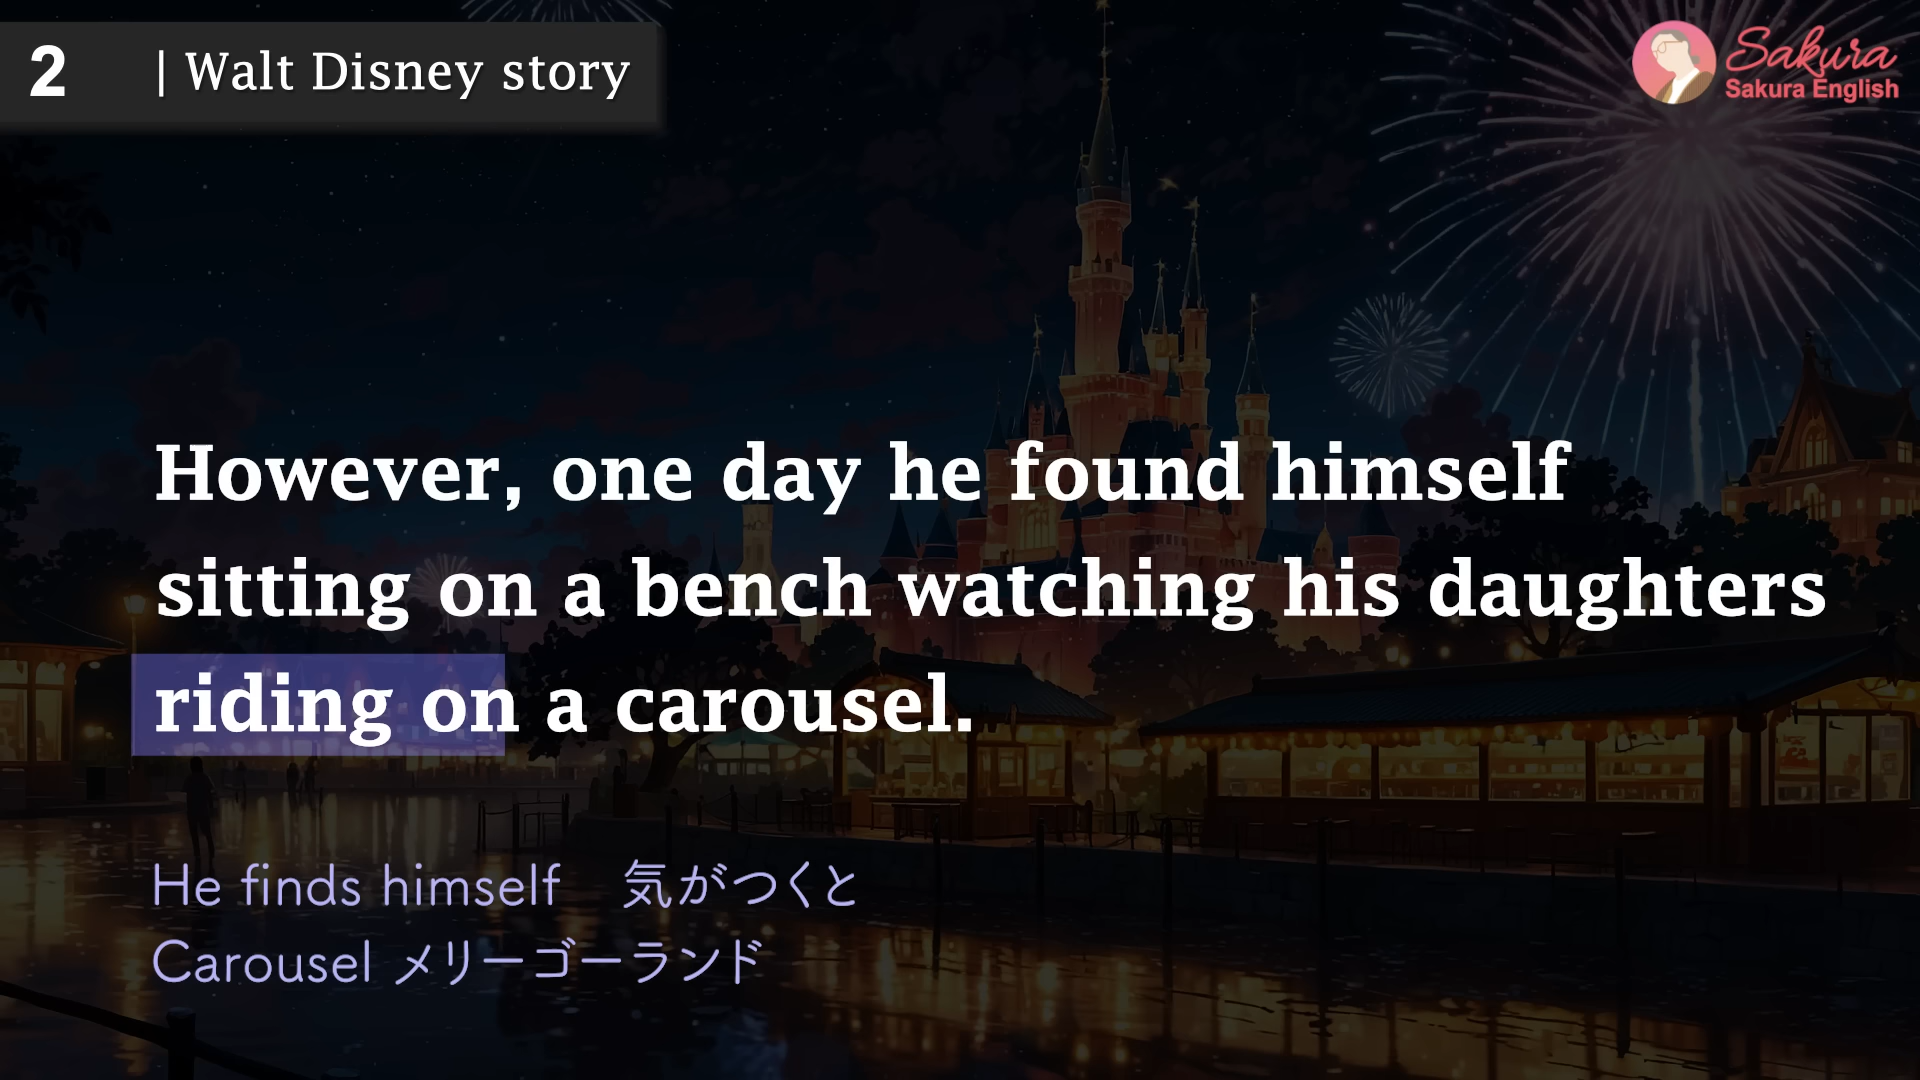 2 | Walt Disney story
Sakura
Sakura English
However, one day he found himself
sitting on a bench watching his daughters
riding on a carousel.
He finds himself 気がつくと
Carousel メリーゴーランド